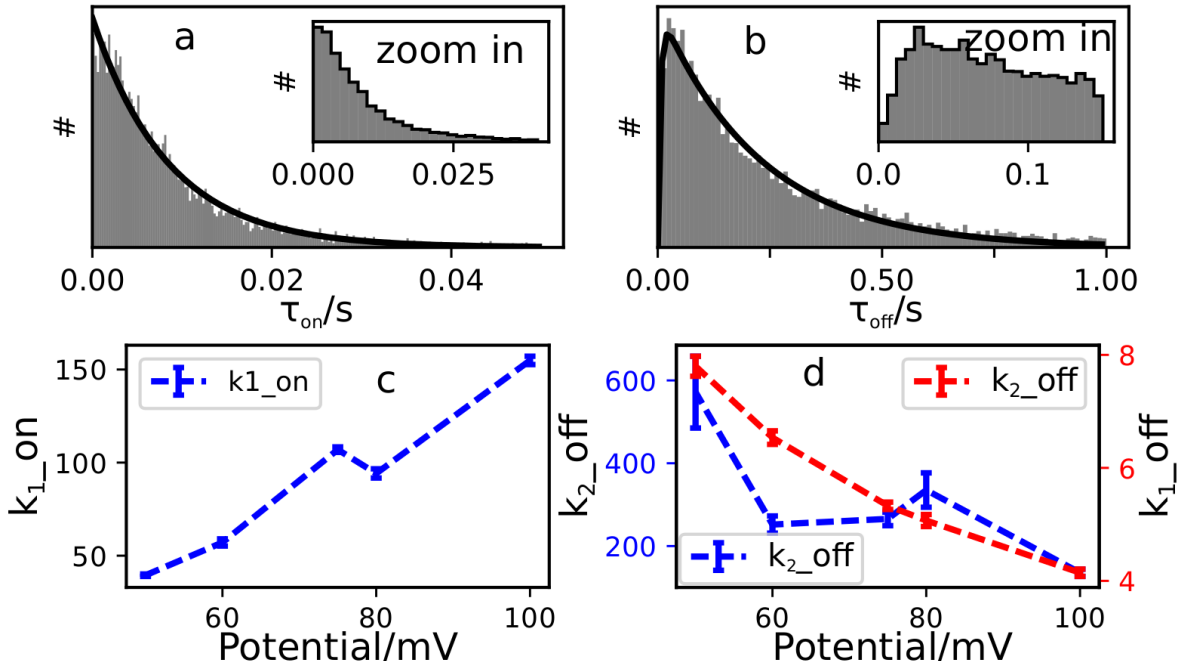 a
zoom in
#
0.000 0.025
#
0.00 0.02 0.04
τon/s
b
zoom in
#
0.0 0.1
#
0.00 0.50 1.00
τoff/s
c
k1_on
150
100
50
k1_on
60 80 100
Potential/mV
d
k2_off
k2_off
600
400
200
k2_off
8
6
4
k1_off
60 80 100
Potential/mV